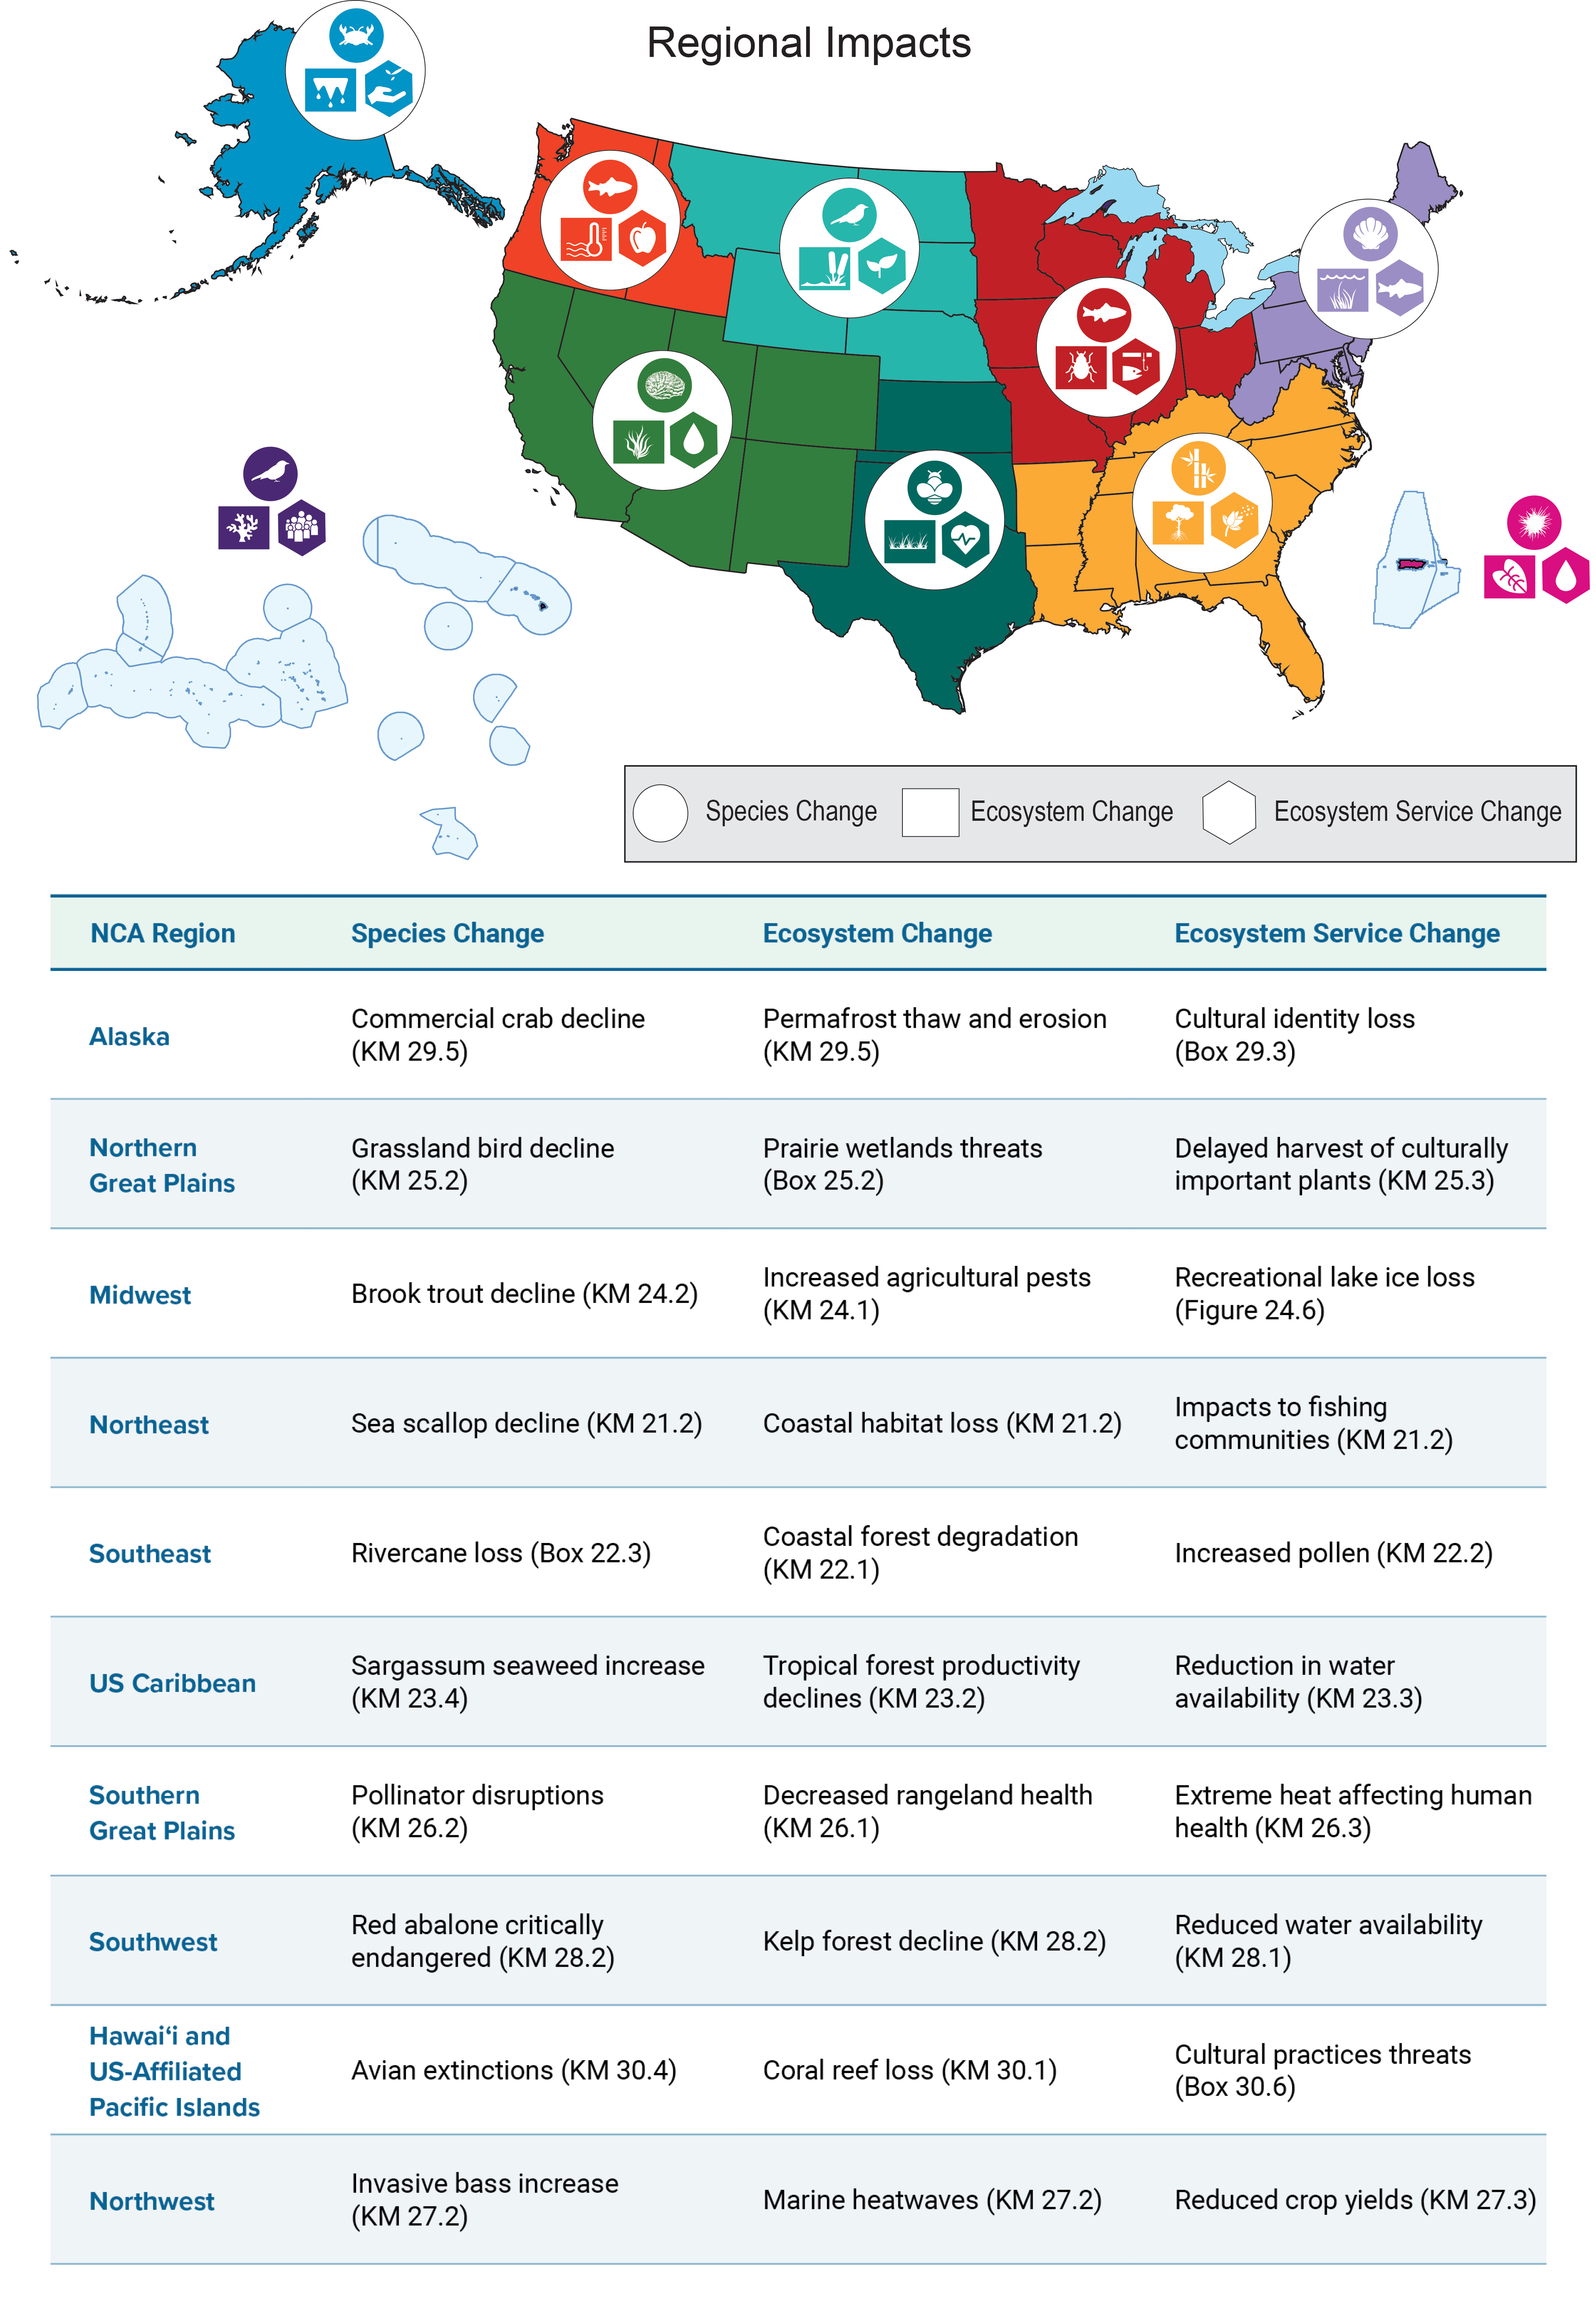 Regional Impacts
Species Change
Ecosystem Change
Ecosystem Service Change
NCA Region
Species Change
Ecosystem Change
Ecosystem Service Change
Alaska
Commercial crab decline
(KM 29.5)
Permafrost thaw and erosion
(KM 29.5)
Cultural identity loss
(Box 29.3)
Northern
Great Plains
Grassland bird decline
(KM 25.2)
Prairie wetlands threats
(Box 25.2)
Delayed harvest of culturally
important plants (KM 25.3)
Midwest
Brook trout decline (KM 24.2)
Increased agricultural pests
(KM 24.1)
Recreational lake ice loss
(Figure 24.6)
Northeast
Sea scallop decline (KM 21.2)
Coastal habitat loss (KM 21.2)
Impacts to fishing
communities (KM 21.2)
Southeast
Rivercane loss (Box 22.3)
Coastal forest degradation
(KM 22.1)
Increased pollen (KM 22.2)
US Caribbean
Sargassum seaweed increase
(KM 23.4)
Tropical forest productivity
declines (KM 23.2)
Reduction in water
availability (KM 23.3)
Southern
Great Plains
Pollinator disruptions
(KM 26.2)
Decreased rangeland health
(KM 26.1)
Extreme heat affecting human
health (KM 26.3)
Southwest
Red abalone critically
endangered (KM 28.2)
Kelp forest decline (KM 28.2)
Reduced water availability
(KM 28.1)
Hawaiʻi and
US-Affiliated
Pacific Islands
Avian extinctions (KM 30.4)
Coral reef loss (KM 30.1)
Cultural practices threats
(Box 30.6)
Northwest
Invasive bass increase
(KM 27.2)
Marine heatwaves (KM 27.2)
Reduced crop yields (KM 27.3)